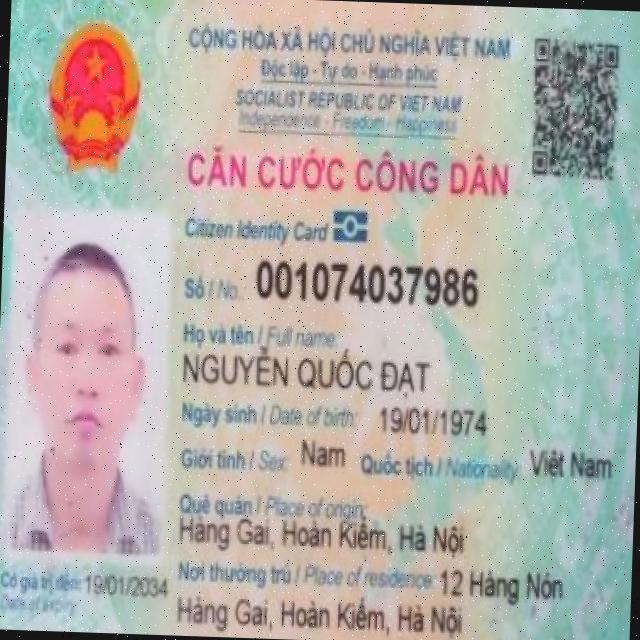 CỘNG HÒA XÃ HỘI CHỦ NGHĨA VIỆT NAM
Độc lập - Tự do - Hạnh phúc
SOCIALIST REPUBLIC OF VIET NAM
Independence - Freedom - Happiness
CĂN CƯỚC CÔNG DÂN
Citizen Identity Card
Số / No.: 001074037986
Họ và tên / Full name:
NGUYỄN QUỐC ĐẠT
Ngày sinh / Date of birth: 19/01/1974
Giới tính / Sex: Nam Quốc tịch / Nationality: Việt Nam
Quê quán / Place of origin:
Hàng Gai, Hoàn Kiếm, Hà Nội
Nơi thường trú / Place of residence: 12 Hàng Nón
Hàng Gai, Hoàn Kiếm, Hà Nội
Có giá trị đến: 19/01/2034
Date of expiry